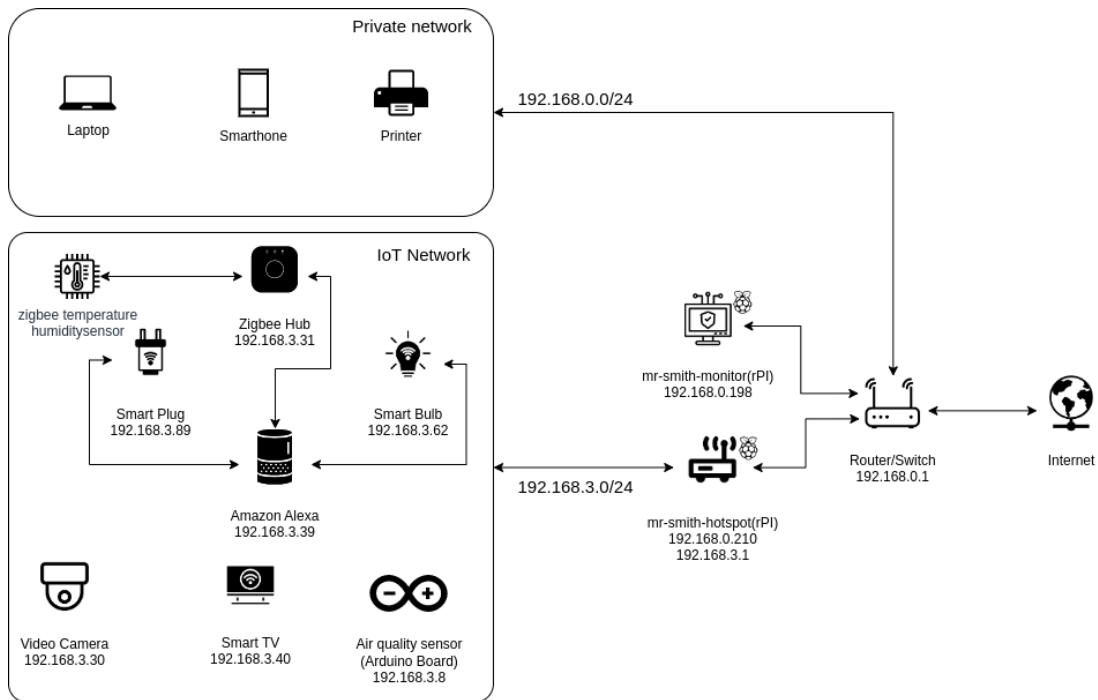 Private network
Laptop
Smarthone
Printer
192.168.0.0/24
IoT Network
zigbee temperature
humiditysensor
Zigbee Hub
192.168.3.31
Smart Plug
192.168.3.89
Smart Bulb
192.168.3.62
Amazon Alexa
192.168.3.39
Video Camera
192.168.3.30
Smart TV
192.168.3.40
Air quality sensor
(Arduino Board)
192.168.3.8
192.168.3.0/24
mr-smith-monitor(rPI)
192.168.0.198
mr-smith-hotspot(rPI)
192.168.0.210
192.168.3.1
Router/Switch
192.168.0.1
Internet